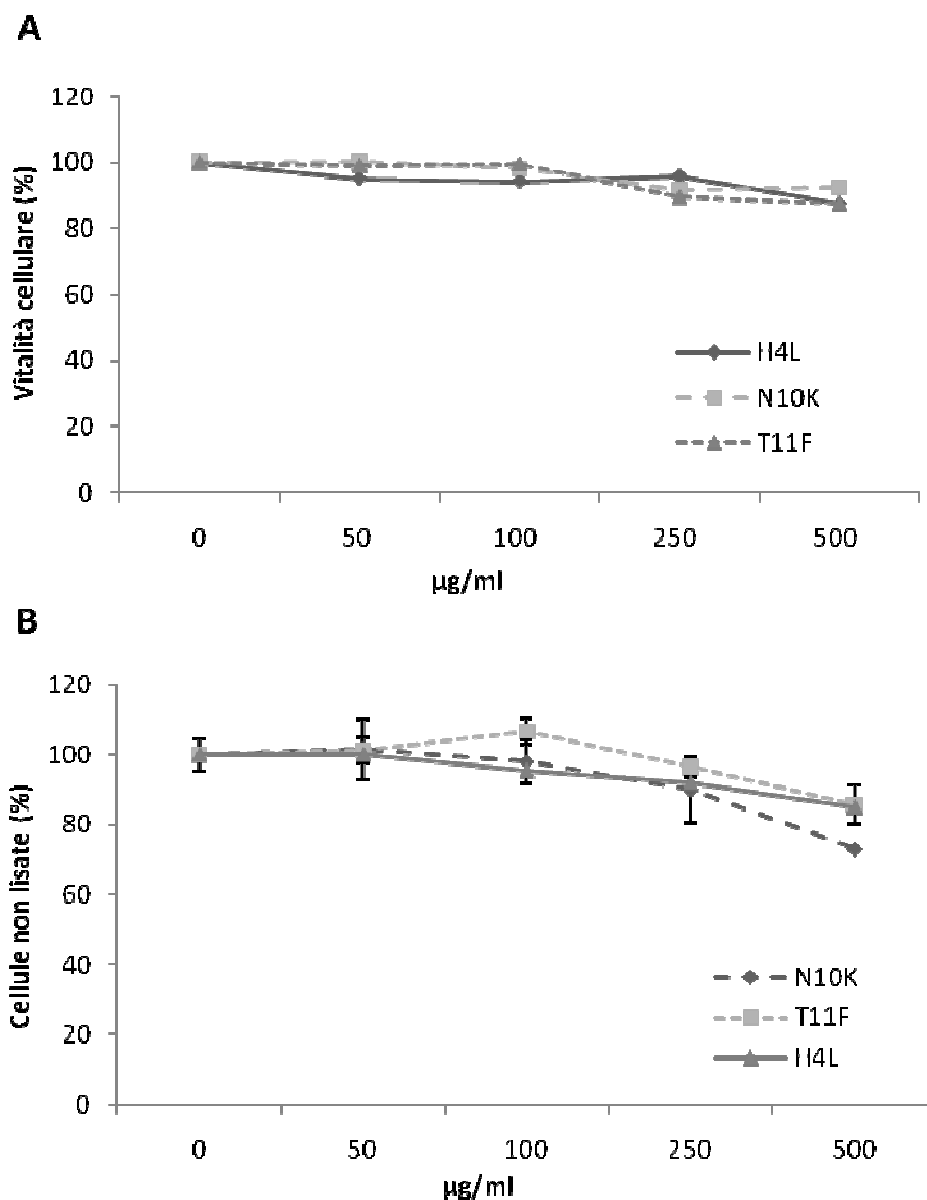 A
Vitalità cellulare (%)
120
100
80
60
40
20
0
H4L
N10K
T11F
0 50 100 250 500
µg/ml
B
Cellule non lisate (%)
120
100
80
60
40
20
0
N10K
T11F
H4L
0 50 100 250 500
µg/ml